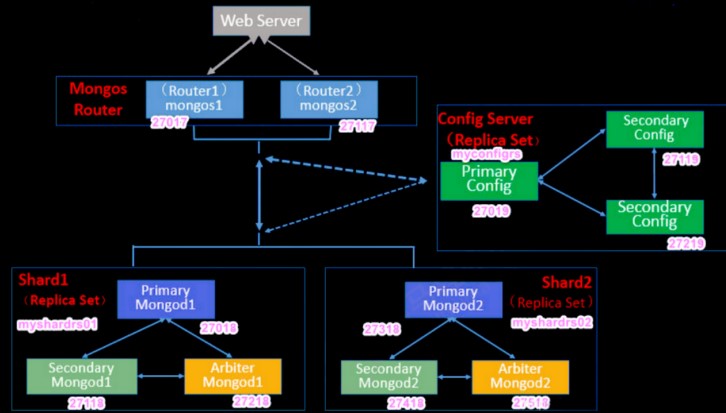 Web Server
Mongos
Router
(Router1)
mongos1
(Router2)
mongos2
27017
27117
Config Server
(Replica Set)
myconfigrs
Primary
Config
27019
Secondary
Config
27119
Secondary
Config
27219
Shard1
(Replica Set)
myshardrs01
Primary
Mongod1
27018
Secondary
Mongod1
27118
Arbiter
Mongod1
27218
Shard2
(Replica Set)
myshardrs02
Primary
Mongod2
27318
Secondary
Mongod2
27418
Arbiter
Mongod2
27518